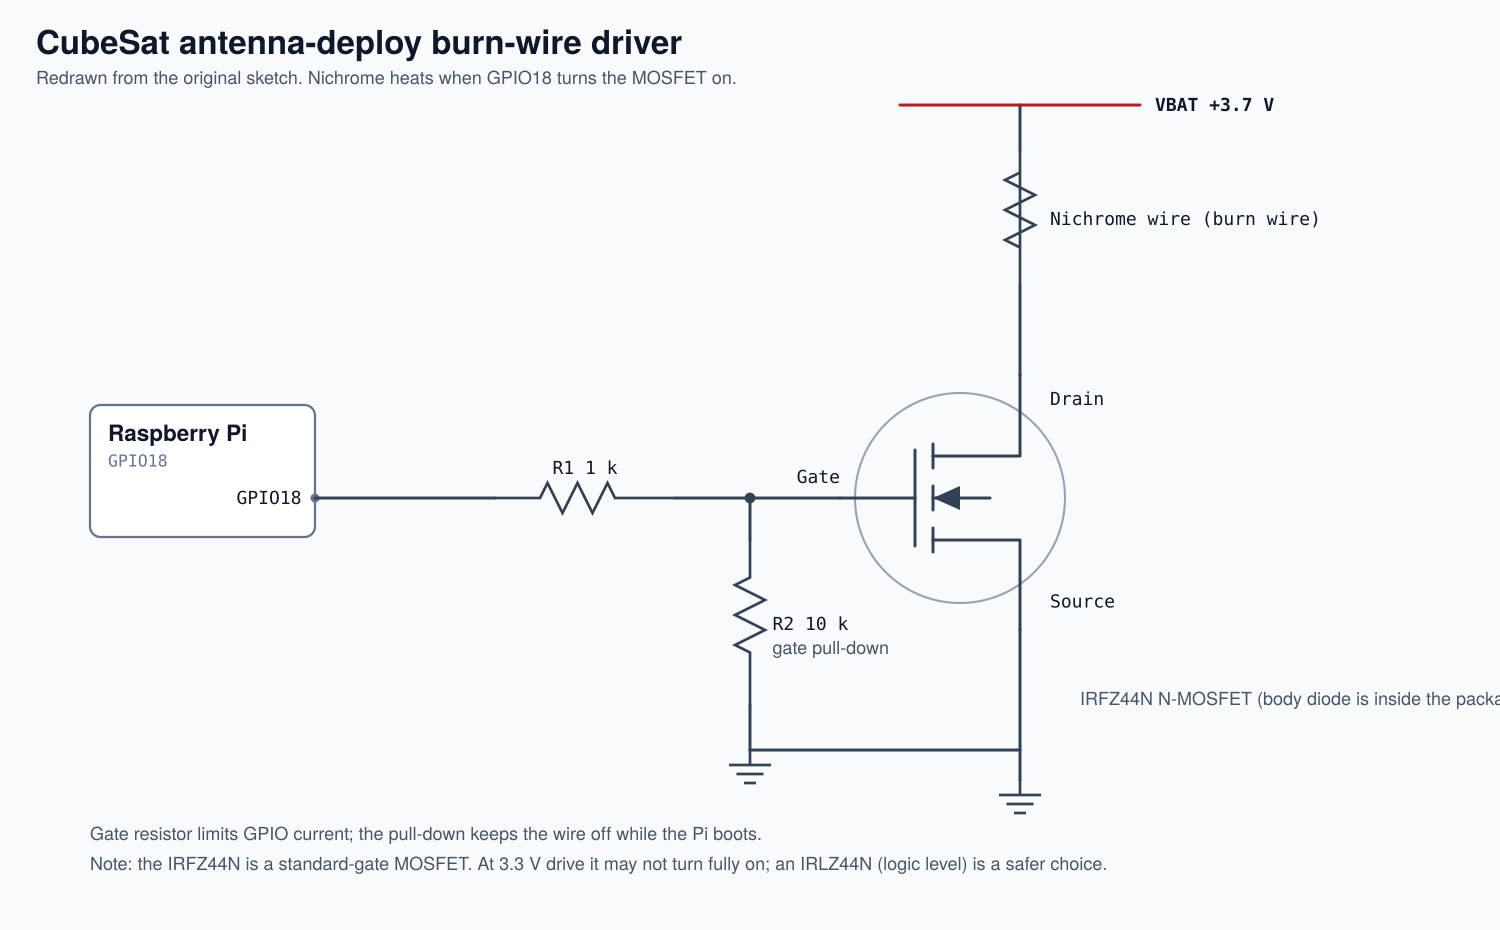 CubeSat antenna-deploy burn-wire driver
Redrawn from the original sketch. Nichrome heats when GPIO18 turns the MOSFET on.
VBAT +3.7 V
Nichrome wire (burn wire)
Drain
Raspberry Pi
GPIO18
GPIO18
R1 1 k
Gate
Source
R2 10 k
gate pull-down
IRFZ44N N-MOSFET (body diode is inside the
Gate resistor limits GPIO current; the pull-down keeps the wire off while the Pi boots.
Note: the IRFZ44N is a standard-gate MOSFET. At 3.3 V drive it may not turn fully on; an IRLZ44N (logic level) is a safer choice.